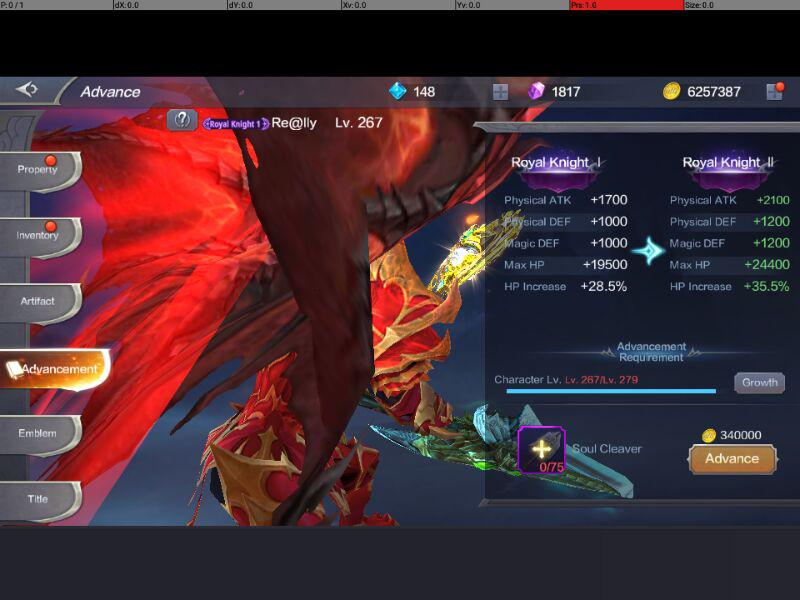 P: 0 / 1 dX: 0.0 dY: 0.0 Xv: 0.0 Yv: 0.0 Prs: 1.0 Size: 0.0
Advance 148 1817 6257387
? Royal Knight 1 Re@lly Lv. 267
Property
Inventory
Artifact
Advancement
Emblem
Title
Royal Knight I
Physical ATK +1700
Physical DEF +1000
Magic DEF +1000
Max HP +19500
HP Increase +28.5%
Royal Knight II
Physical ATK +2100
Physical DEF +1200
Magic DEF +1200
Max HP +24400
HP Increase +35.5%
Advancement
Requirement
Character Lv. Lv. 267/Lv. 279
Growth
0/75
Soul Cleaver
340000
Advance